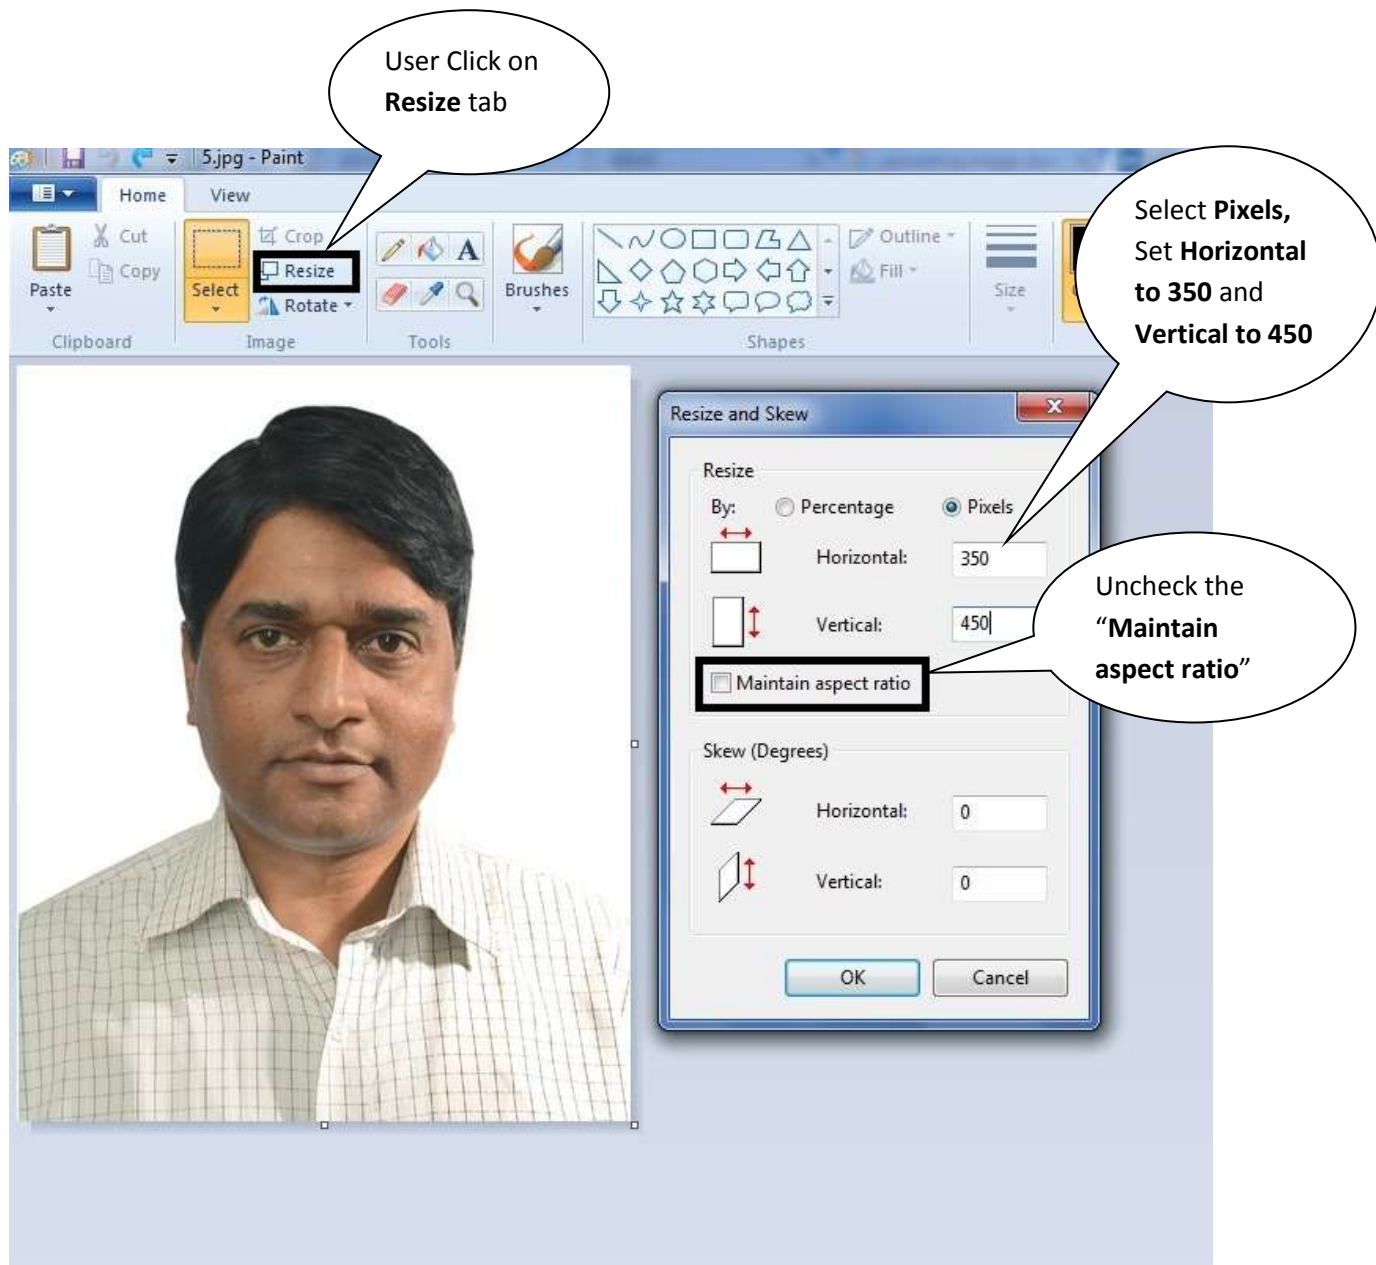 User Click on
Resize tab
5.jpg - Paint
Home View
Select Pixels,
Set Horizontal
to 350 and
Vertical to 450
Cut
Copy
Paste
Clipboard
Select
Crop
Resize
Rotate
Image
A
Tools
Brushes
Shapes
Outline
Fill
Size
Resize and Skew
Resize
By: Percentage Pixels
Horizontal: 350
Vertical: 450
Maintain aspect ratio
Uncheck the
“Maintain
aspect ratio”
Skew (Degrees)
Horizontal: 0
Vertical: 0
OK Cancel